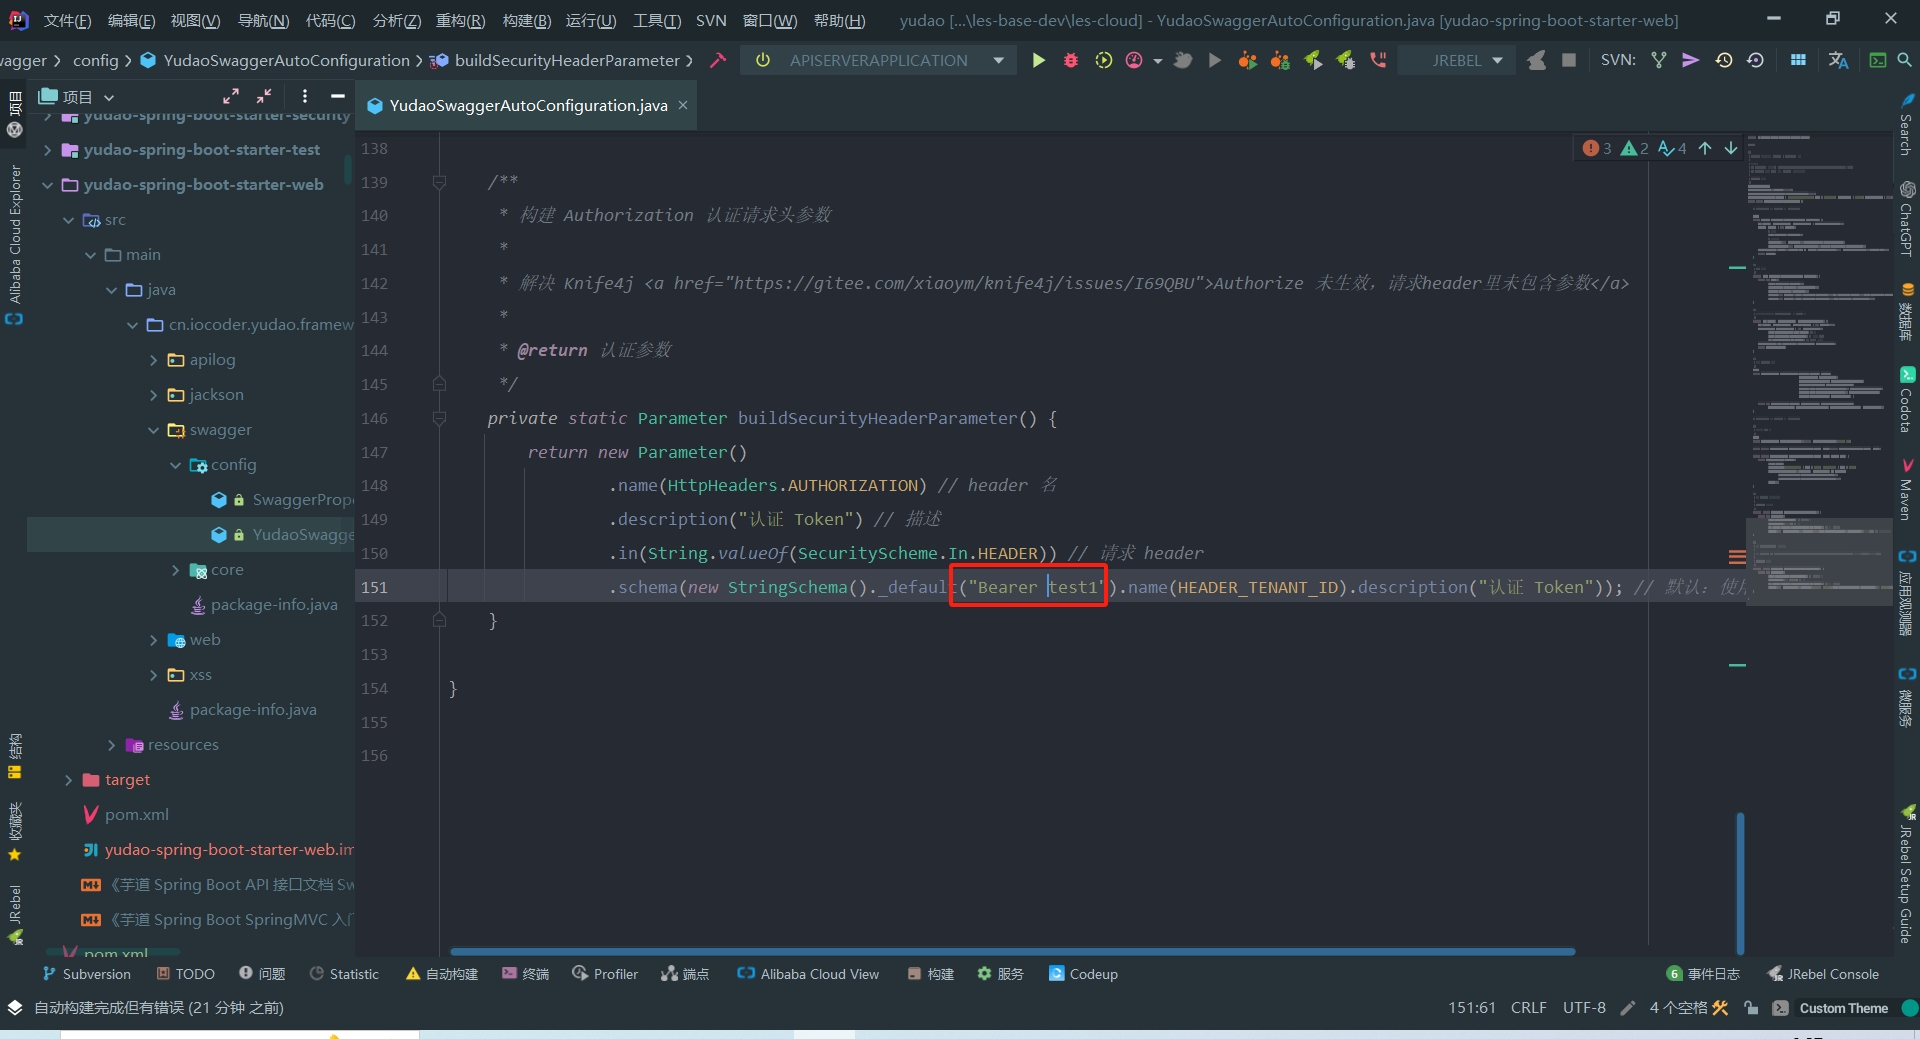 文件(F) 编辑(E) 视图(V) 导航(N) 代码(C) 分析(Z) 重构(R) 构建(B) 运行(U) 工具(T) SVN 窗口(W) 帮助(H) yudao [...\les-base-dev\les-cloud] - YudaoSwaggerAutoConfiguration.java [yudao-spring-boot-starter-web]
wagger config YudaoSwaggerAutoConfiguration buildSecurityHeaderParameter APISERVERAPPLICATION JREBEL SVN:
项目
YudaoSwaggerAutoConfiguration.java
yudao-spring-boot-starter-security
yudao-spring-boot-starter-test
yudao-spring-boot-starter-web
src
main
java
cn.iocoder.yudao.framew
apilog
jackson
swagger
config
SwaggerPrope
YudaoSwagge
core
package-info.java
web
xss
package-info.java
resources
target
pom.xml
yudao-spring-boot-starter-web.im
《芋道 Spring Boot API 接口文档 Sw
《芋道 Spring Boot SpringMVC 入门
pom.xml
项目
Alibaba Cloud Explorer
结构
收藏夹
JRebel
3 2 4
138
139 /**
140 * 构建 Authorization 认证请求头参数
141 *
142 * 解决 Knife4j <a href="https://gitee.com/xiaoym/knife4j/issues/I69QBU">Authorize 未生效，请求header里未包含参数</a>
143 *
144 * @return 认证参数
145 */
146 private static Parameter buildSecurityHeaderParameter() {
147 return new Parameter()
148 .name(HttpHeaders.AUTHORIZATION) // header 名
149 .description("认证 Token") // 描述
150 .in(String.valueOf(SecurityScheme.In.HEADER)) // 请求 header
151 .schema(new StringSchema()._default("Bearer test1").name(HEADER_TENANT_ID).description("认证 Token")); // 默认：使用
152 }
153
154 }
155
156
Search
ChatGPT
数据库
Codota
Maven
应用观测器
微服务
JRebel Setup Guide
Subversion TODO 问题 Statistic 自动构建 终端 Profiler 端点 Alibaba Cloud View 构建 服务 Codeup 6 事件日志 JRebel Console
自动构建完成但有错误 (21 分钟 之前) 151:61 CRLF UTF-8 4 个空格 Custom Theme